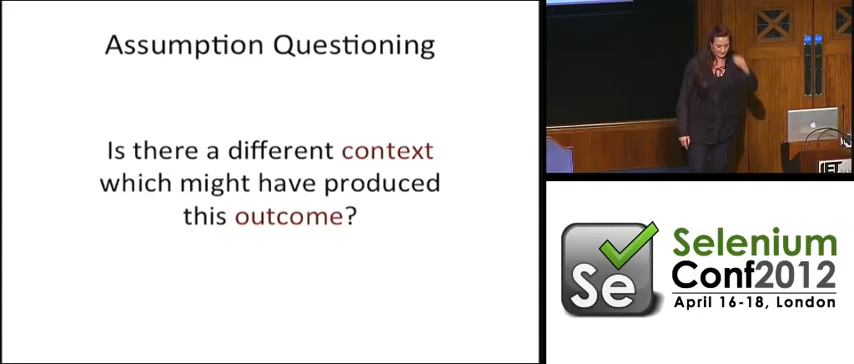 Assumption Questioning
Is there a different context
which might have produced
this outcome?
IET
Se
Selenium
Conf2012
April 16-18, London